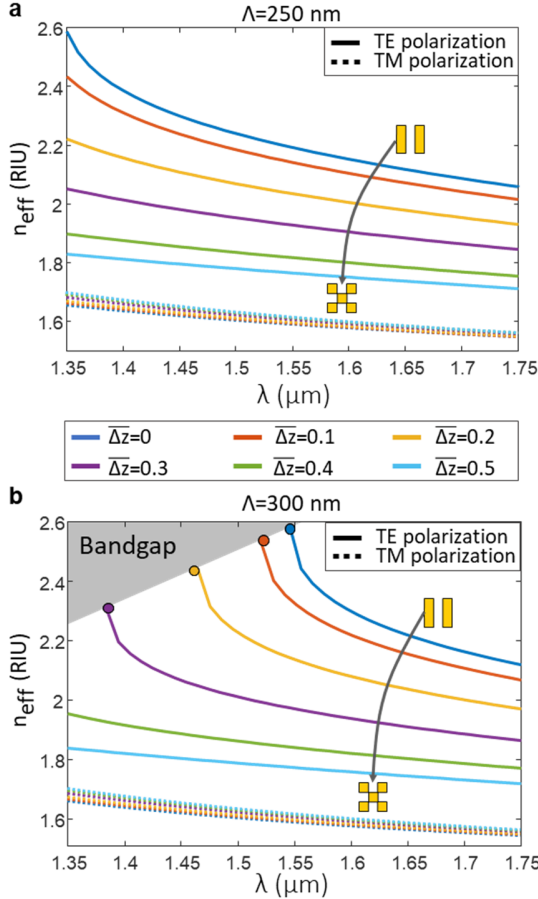 a
Λ=250 nm
TE polarization
TM polarization
2.6
2.4
2.2
2
1.8
1.6
n_eff (RIU)
1.35 1.4 1.45 1.5 1.55 1.6 1.65 1.7 1.75
λ (μm)
Δz̅=0 Δz̅=0.1 Δz̅=0.2
Δz̅=0.3 Δz̅=0.4 Δz̅=0.5
b
Λ=300 nm
Bandgap
TE polarization
TM polarization
2.6
2.4
2.2
2
1.8
1.6
n_eff (RIU)
1.35 1.4 1.45 1.5 1.55 1.6 1.65 1.7 1.75
λ (μm)